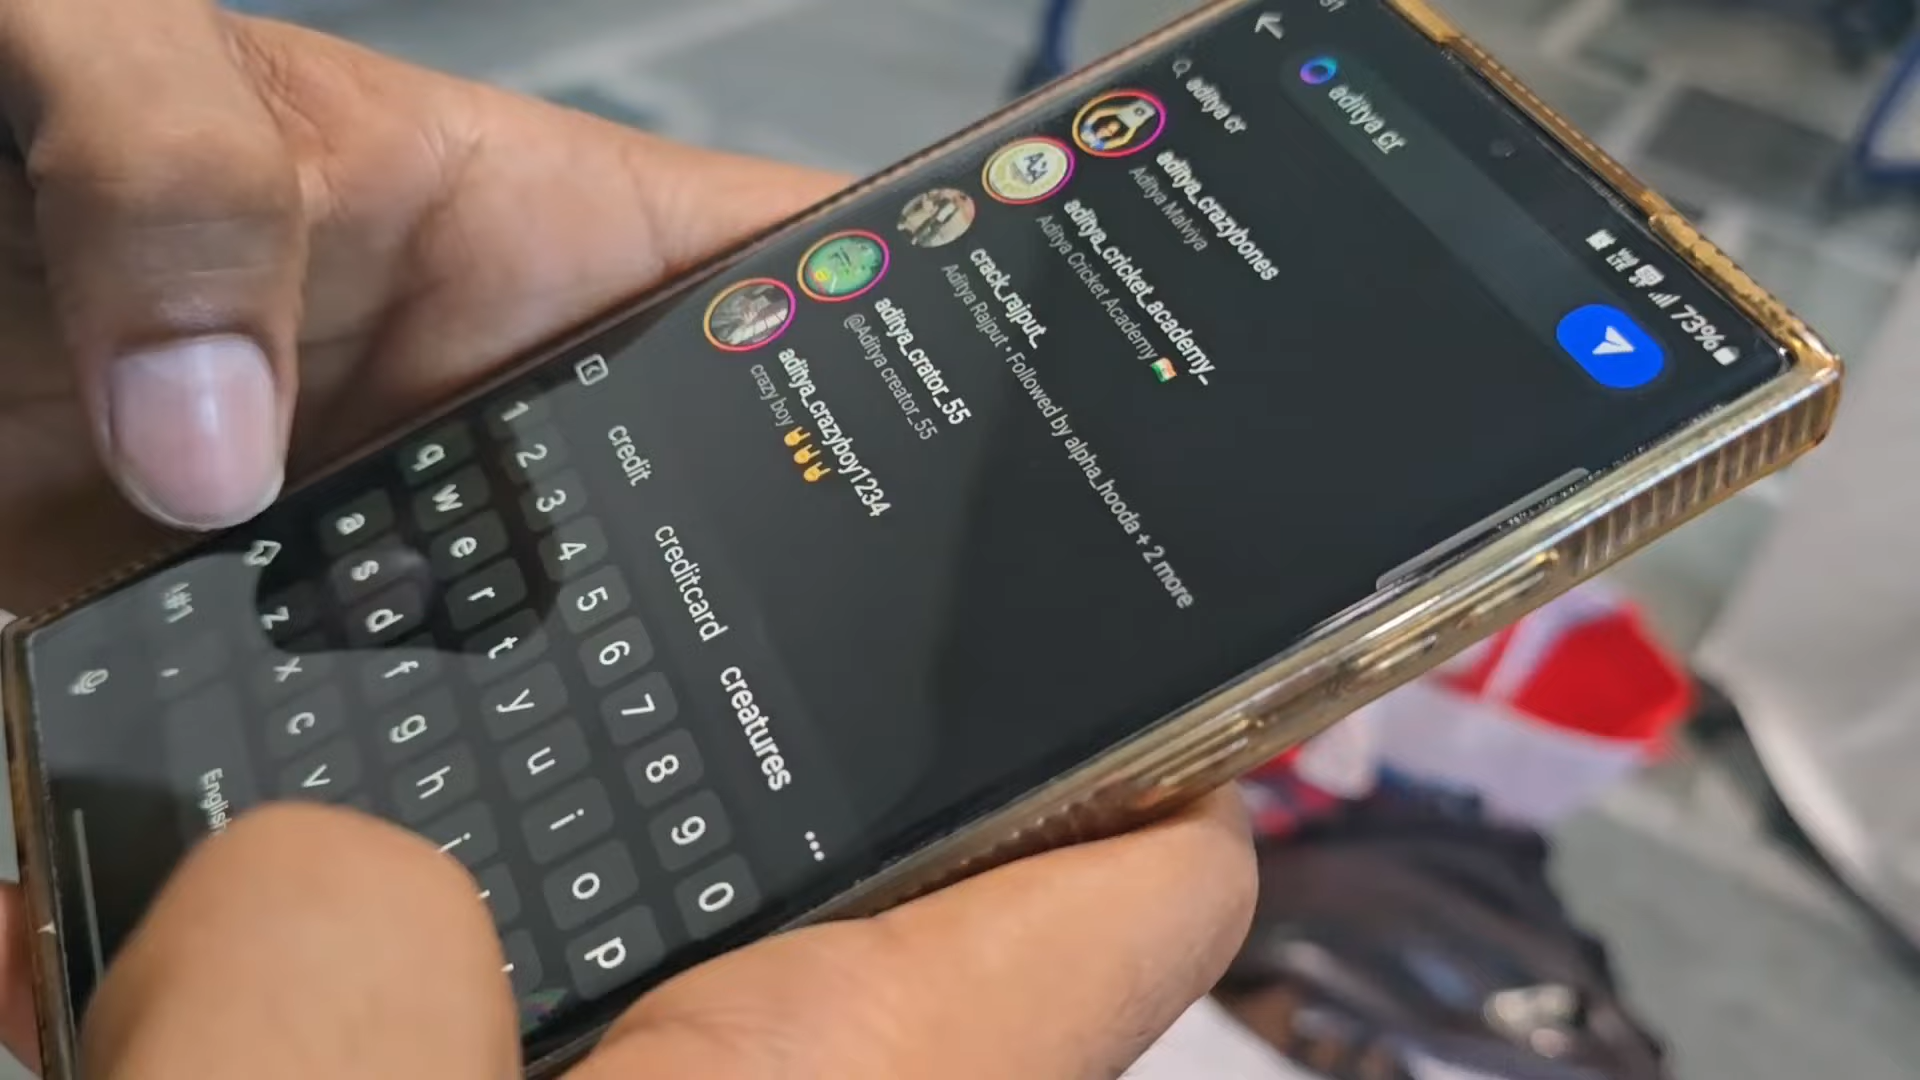 73%
aditya cr
aditya cr
aditya_crazybones
Aditya Malviya
ACA
aditya_cricket_academy_
Aditya Cricket Academy 🇮🇳
crack_rajput_
Aditya Rajput • Followed by alpha_hooda + 2 more
aditya_crator_55
@Aditya creator_55
aditya_crazyboy1234
crazy boy
credit creditcard creatures ...
1 2 3 4 5 6 7 8 9 0
q w e r t y u i o p
a s d f g h j
z x c v
!#1 , English